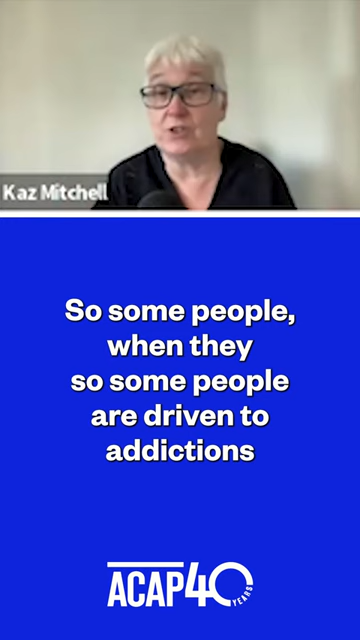 Kaz Mitchell
So some people,
when they
so some people
are driven to
addictions
ACAP40
YEARS